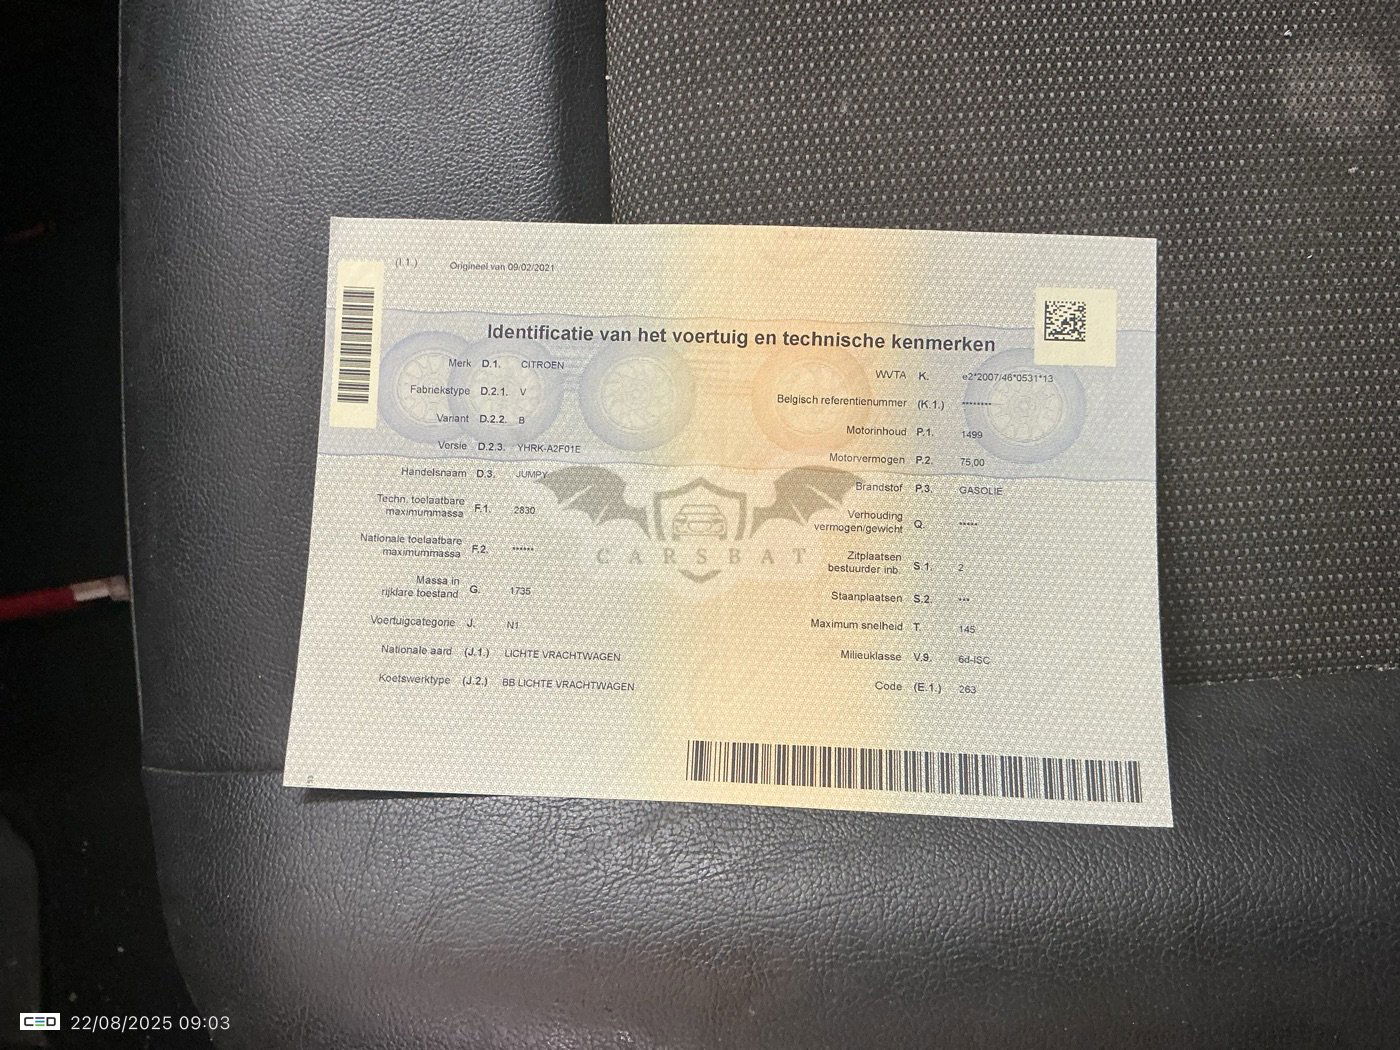 (I.1.) Origineel van 09/02/2021
Identificatie van het voertuig en technische kenmerken
Merk D.1. CITROEN
Fabriekstype D.2.1. V
Variant D.2.2. B
Versie D.2.3. YHRK-A2F01E
Handelsnaam D.3. JUMPY
Techn. toelaatbare
maximummassa F.1. 2830
Nationale toelaatbare
maximummassa F.2. ******
Massa in
rijklare toestand G. 1735
Voertuigcategorie J. N1
Nationale aard (J.1.) LICHTE VRACHTWAGEN
Koetswerktype (J.2.) BB LICHTE VRACHTWAGEN
WVTA K. e2*2007/46*0531*13
Belgisch referentienummer (K.1.) ********
Motorinhoud P.1. 1499
Motorvermogen P.2. 75,00
Brandstof P.3. GASOLIE
Verhouding
vermogen/gewicht Q. *****
Zitplaatsen
bestuurder inb. S.1. 2
Staanplaatsen S.2. ***
Maximum snelheid T. 145
Milieuklasse V.9. 6d-ISC
Code (E.1.) 263
CARSBAT
CED 22/08/2025 09:03